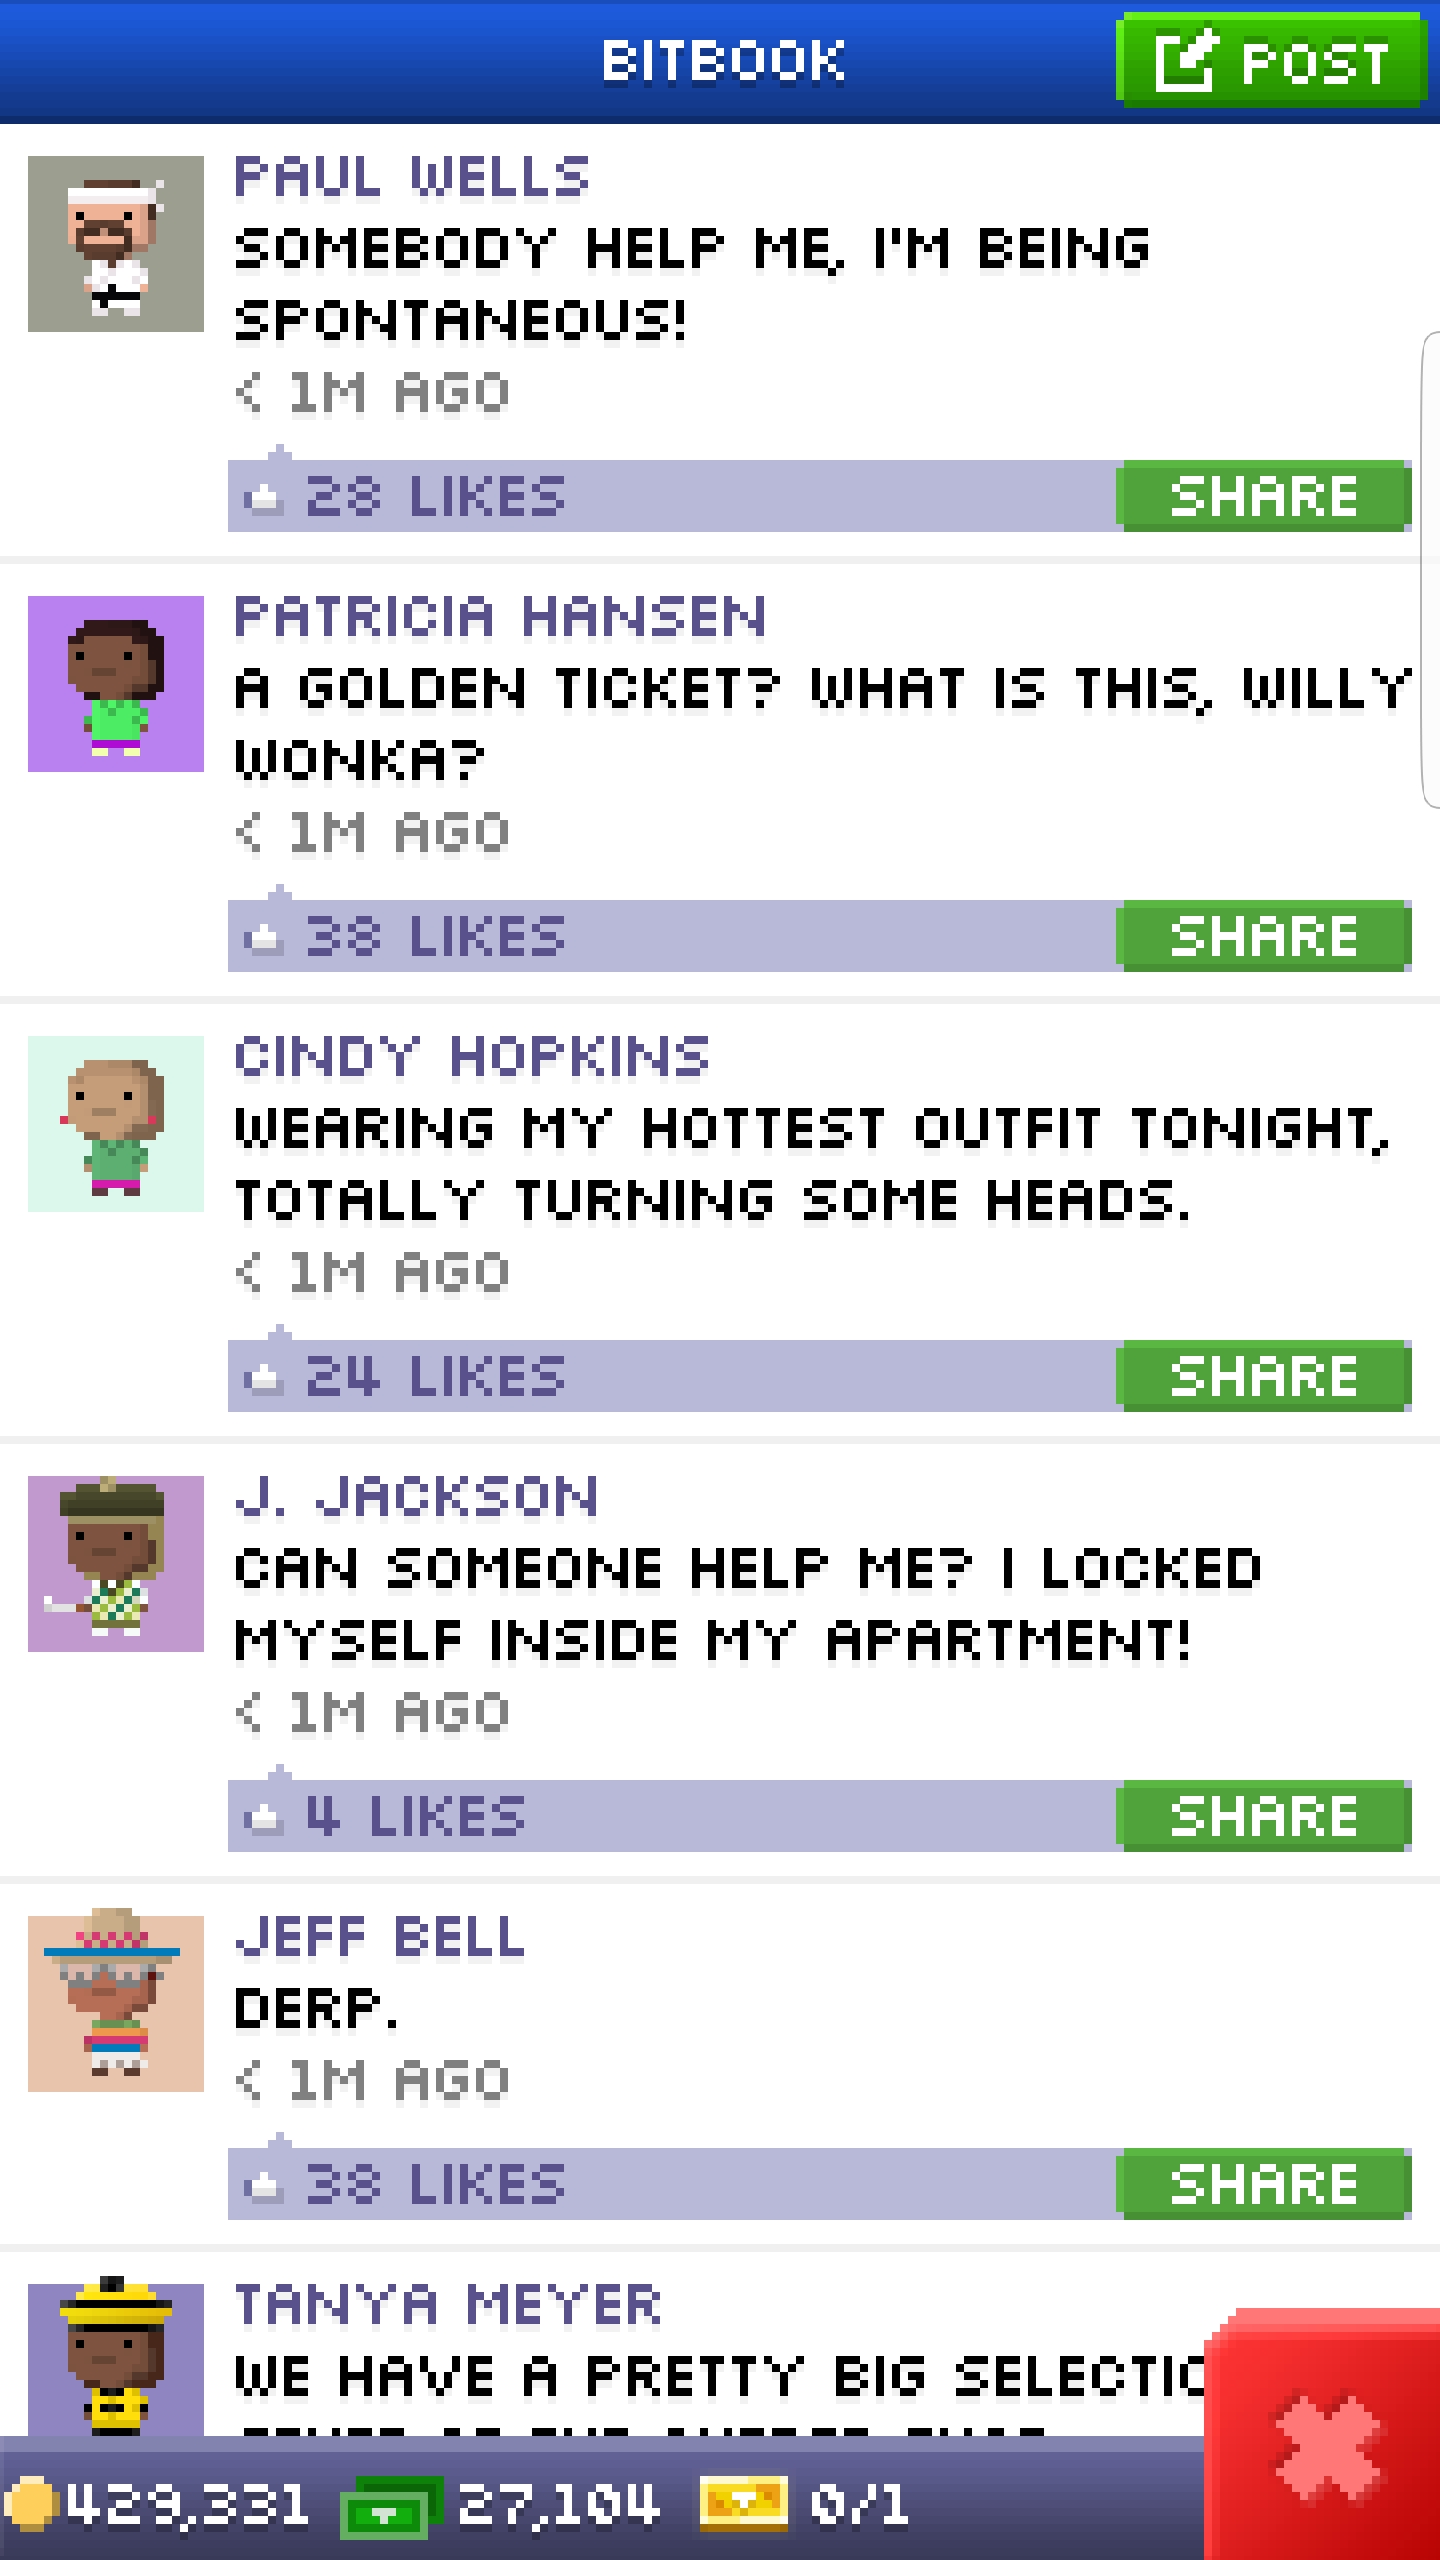 BITBOOK
POST
PAUL WELLS
SOMEBODY HELP ME, I'M BEING
SPONTANEOUS!
< 1M AGO
28 LIKES
SHARE
PATRICIA HANSEN
A GOLDEN TICKET? WHAT IS THIS, WILLY
WONKA?
< 1M AGO
38 LIKES
SHARE
CINDY HOPKINS
WEARING MY HOTTEST OUTFIT TONIGHT,
TOTALLY TURNING SOME HEADS.
< 1M AGO
24 LIKES
SHARE
J. JACKSON
CAN SOMEONE HELP ME? I LOCKED
MYSELF INSIDE MY APARTMENT!
< 1M AGO
4 LIKES
SHARE
JEFF BELL
DERP.
< 1M AGO
38 LIKES
SHARE
TANYA MEYER
WE HAVE A PRETTY BIG
429,331 27,104 0/1